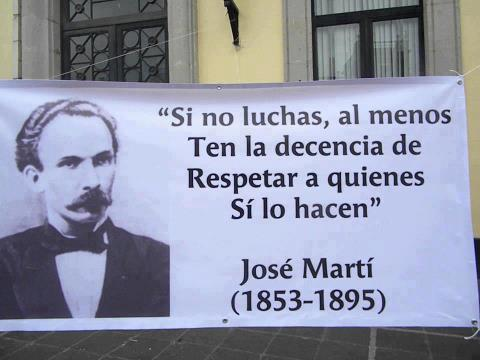 “Si no luchas, al menos
Ten la decencia de
Respetar a quienes
Sí lo hacen”
José Martí
(1853-1895)